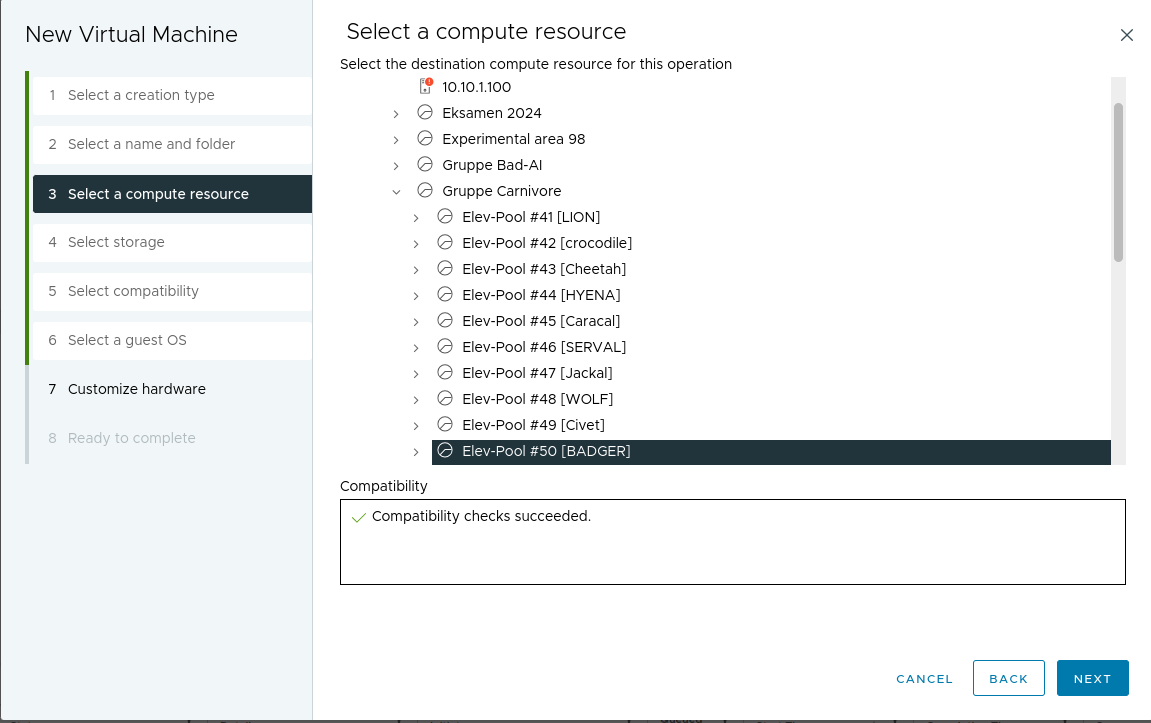 New Virtual Machine
1 Select a creation type
2 Select a name and folder
3 Select a compute resource
4 Select storage
5 Select compatibility
6 Select a guest OS
7 Customize hardware
8 Ready to complete
Select a compute resource
Select the destination compute resource for this operation
10.10.1.100
Eksamen 2024
Experimental area 98
Gruppe Bad-AI
Gruppe Carnivore
Elev-Pool #41 [LION]
Elev-Pool #42 [crocodile]
Elev-Pool #43 [Cheetah]
Elev-Pool #44 [HYENA]
Elev-Pool #45 [Caracal]
Elev-Pool #46 [SERVAL]
Elev-Pool #47 [Jackal]
Elev-Pool #48 [WOLF]
Elev-Pool #49 [Civet]
Elev-Pool #50 [BADGER]
Compatibility
Compatibility checks succeeded.
CANCEL BACK NEXT